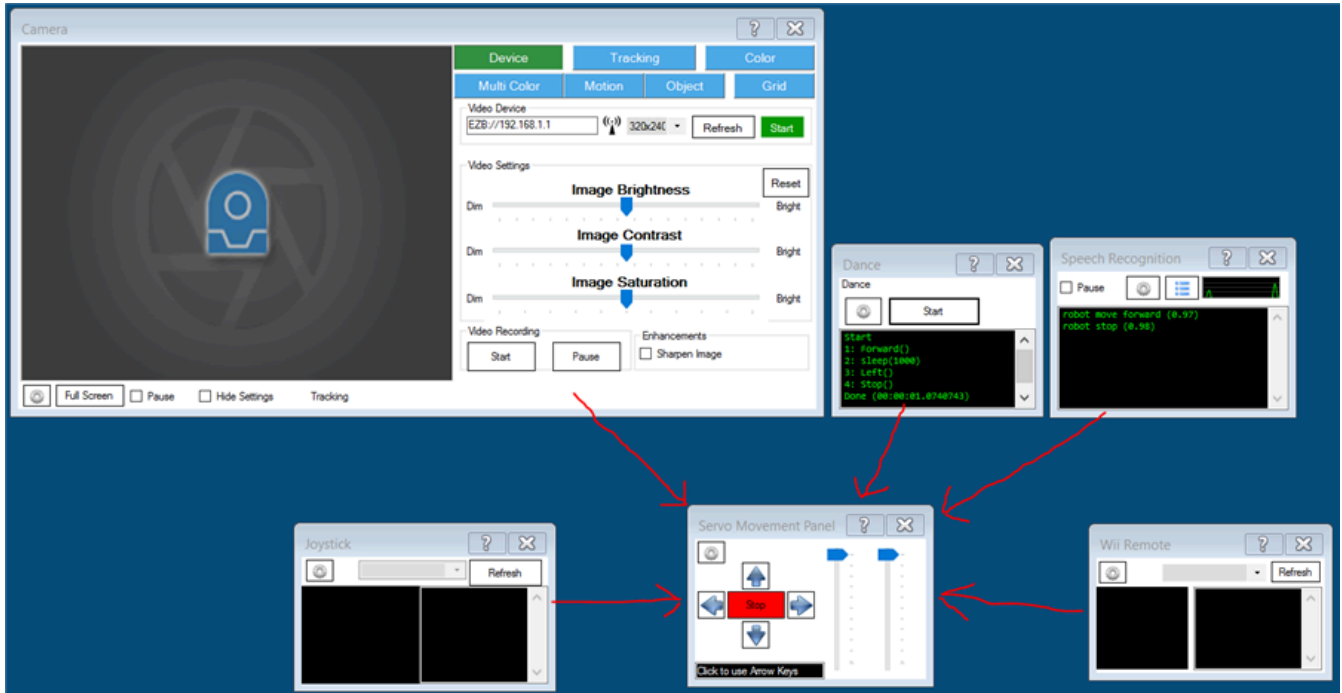 Camera
Device
Tracking
Color
Multi Color
Motion
Object
Grid
Video Device
EZB://192.168.1.1
320x240
Refresh
Start
Video Settings
Reset
Image Brightness
Dim
Bright
Image Contrast
Dim
Bright
Image Saturation
Dim
Bright
Video Recording
Start
Pause
Enhancements
Sharpen Image
Full Screen
Pause
Hide Settings
Tracking
Dance
Dance
Start
Start
1: Forward()
2: sleep(1000)
3: Left()
4: Stop()
Done (00:00:01.0740743)
Speech Recognition
Pause
robot move forward (0.97)
robot stop (0.98)
Joystick
Refresh
Servo Movement Panel
Stop
Click to use Arrow Keys
Wii Remote
Refresh